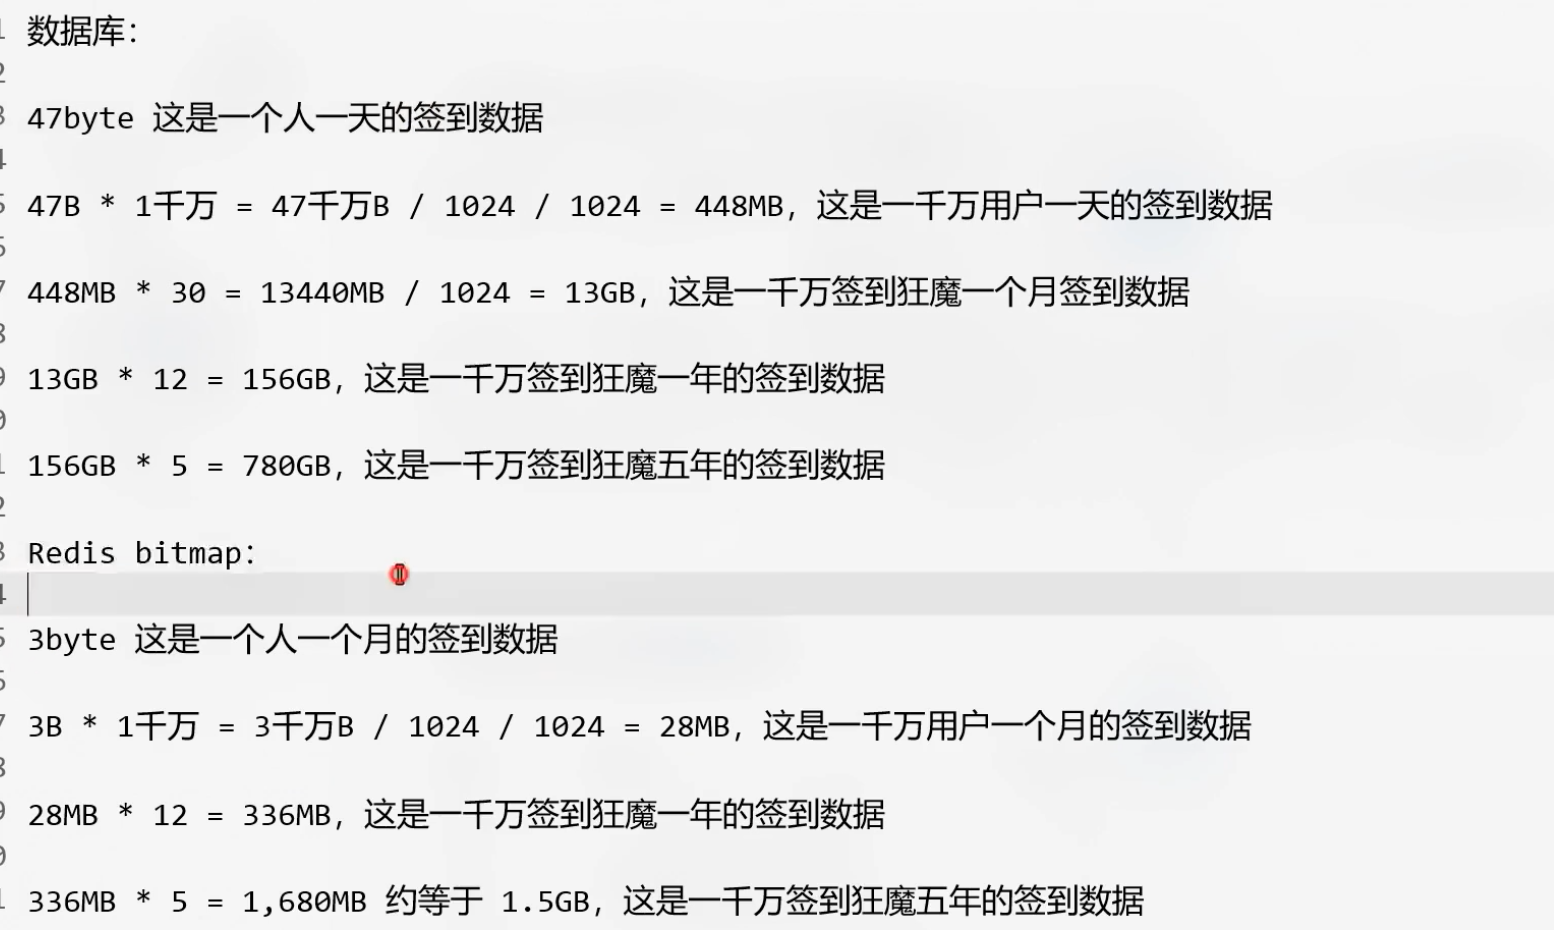 数据库：
47byte 这是一个人一天的签到数据
47B * 1千万 = 47千万B / 1024 / 1024 = 448MB，这是一千万用户一天的签到数据
448MB * 30 = 13440MB / 1024 = 13GB，这是一千万签到狂魔一个月签到数据
13GB * 12 = 156GB，这是一千万签到狂魔一年的签到数据
156GB * 5 = 780GB，这是一千万签到狂魔五年的签到数据
Redis bitmap：
3byte 这是一个人一个月的签到数据
3B * 1千万 = 3千万B / 1024 / 1024 = 28MB，这是一千万用户一个月的签到数据
28MB * 12 = 336MB，这是一千万签到狂魔一年的签到数据
336MB * 5 = 1,680MB 约等于 1.5GB，这是一千万签到狂魔五年的签到数据